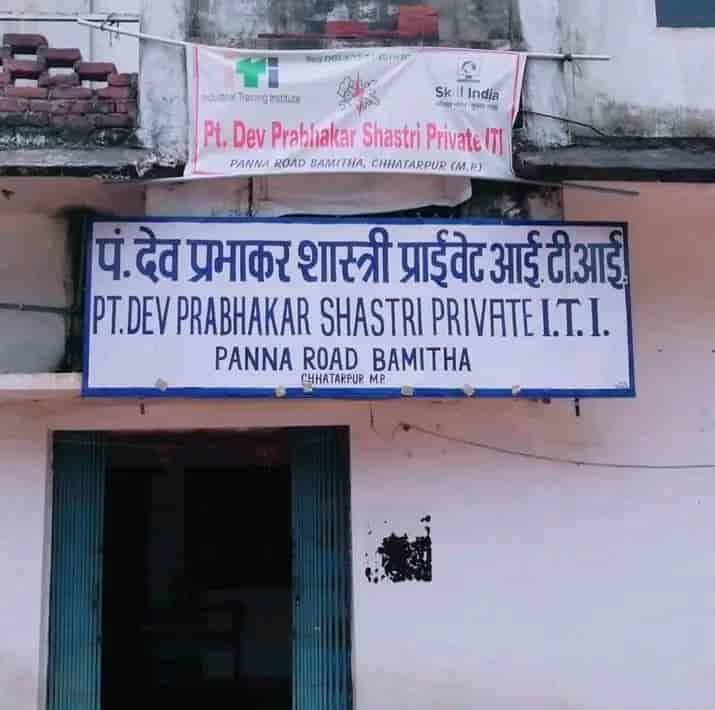 ITI
Industrial Training Institute
Skill India
Pt. Dev Prabhakar Shastri Private ITI
PANNA ROAD BAMITHA, CHHATARPUR (M.P.)
पं. देव प्रभाकर शास्त्री प्राईवेट आई. टी.आई.
PT. DEV PRABHAKAR SHASTRI PRIVATE I.T.I.
PANNA ROAD BAMITHA
CHHATARPUR M.P.